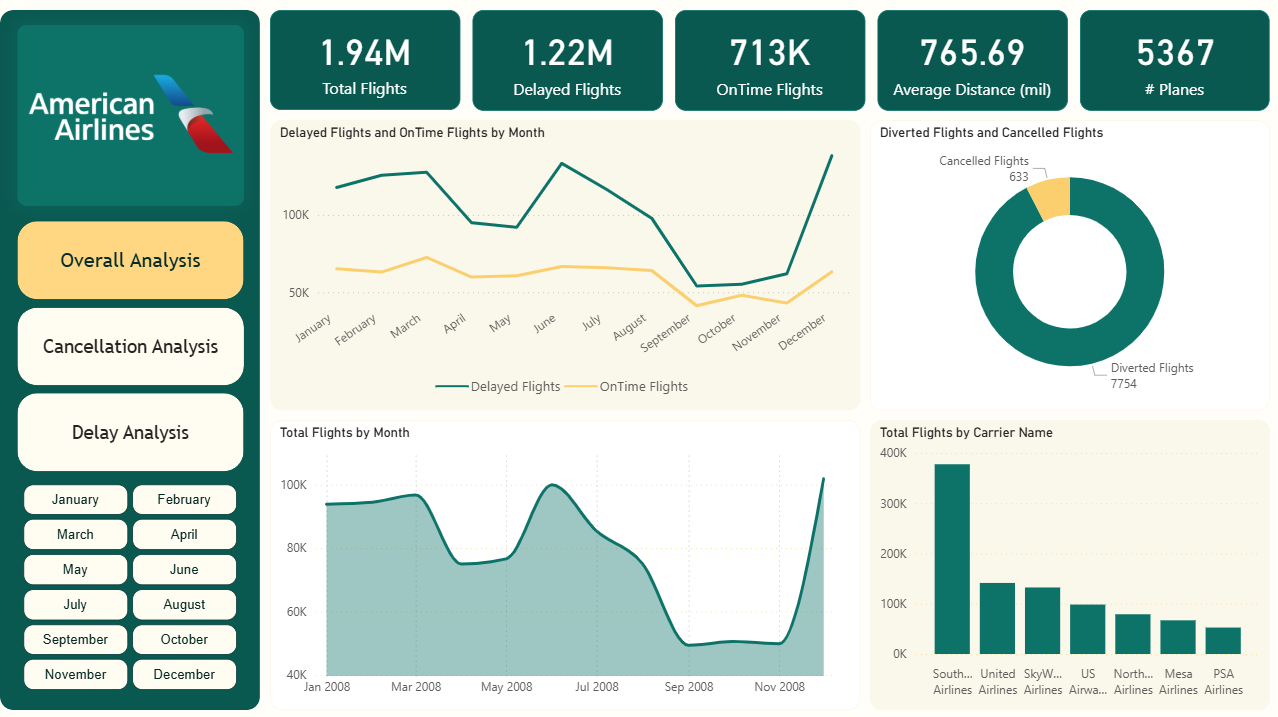 American
Airlines
Overall Analysis
Cancellation Analysis
Delay Analysis
January
February
March
April
May
June
July
August
September
October
November
December
1.94M
Total Flights
1.22M
Delayed Flights
713K
OnTime Flights
765.69
Average Distance (mil)
5367
# Planes
Delayed Flights and OnTime Flights by Month
100K
50K
January
February
March
April
May
June
July
August
September
October
November
December
Delayed Flights
OnTime Flights
Diverted Flights and Cancelled Flights
Cancelled Flights
633
Diverted Flights
7754
Total Flights by Month
100K
80K
60K
40K
Jan 2008
Mar 2008
May 2008
Jul 2008
Sep 2008
Nov 2008
Total Flights by Carrier Name
400K
300K
200K
100K
0K
South...
Airlines
United
Airlines
SkyW...
Airlines
US
Airwa...
North...
Airlines
Mesa
Airlines
PSA
Airlines